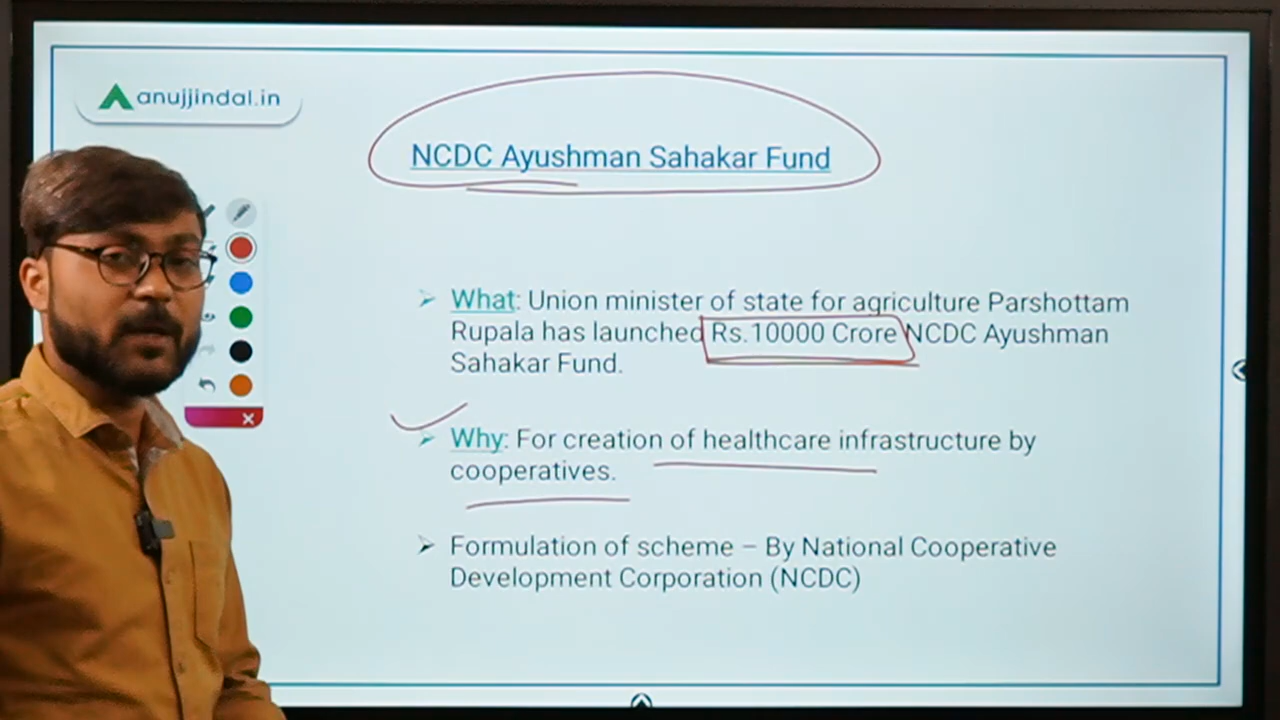 anujjindal.in
NCDC Ayushman Sahakar Fund
What: Union minister of state for agriculture Parshottam
Rupala has launched Rs.10000 Crore NCDC Ayushman
Sahakar Fund.
Why: For creation of healthcare infrastructure by
cooperatives.
Formulation of scheme – By National Cooperative
Development Corporation (NCDC)